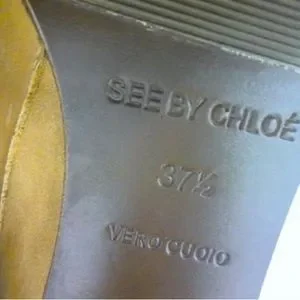 SEE BY CHLOÉ
37½
VERO CUOIO